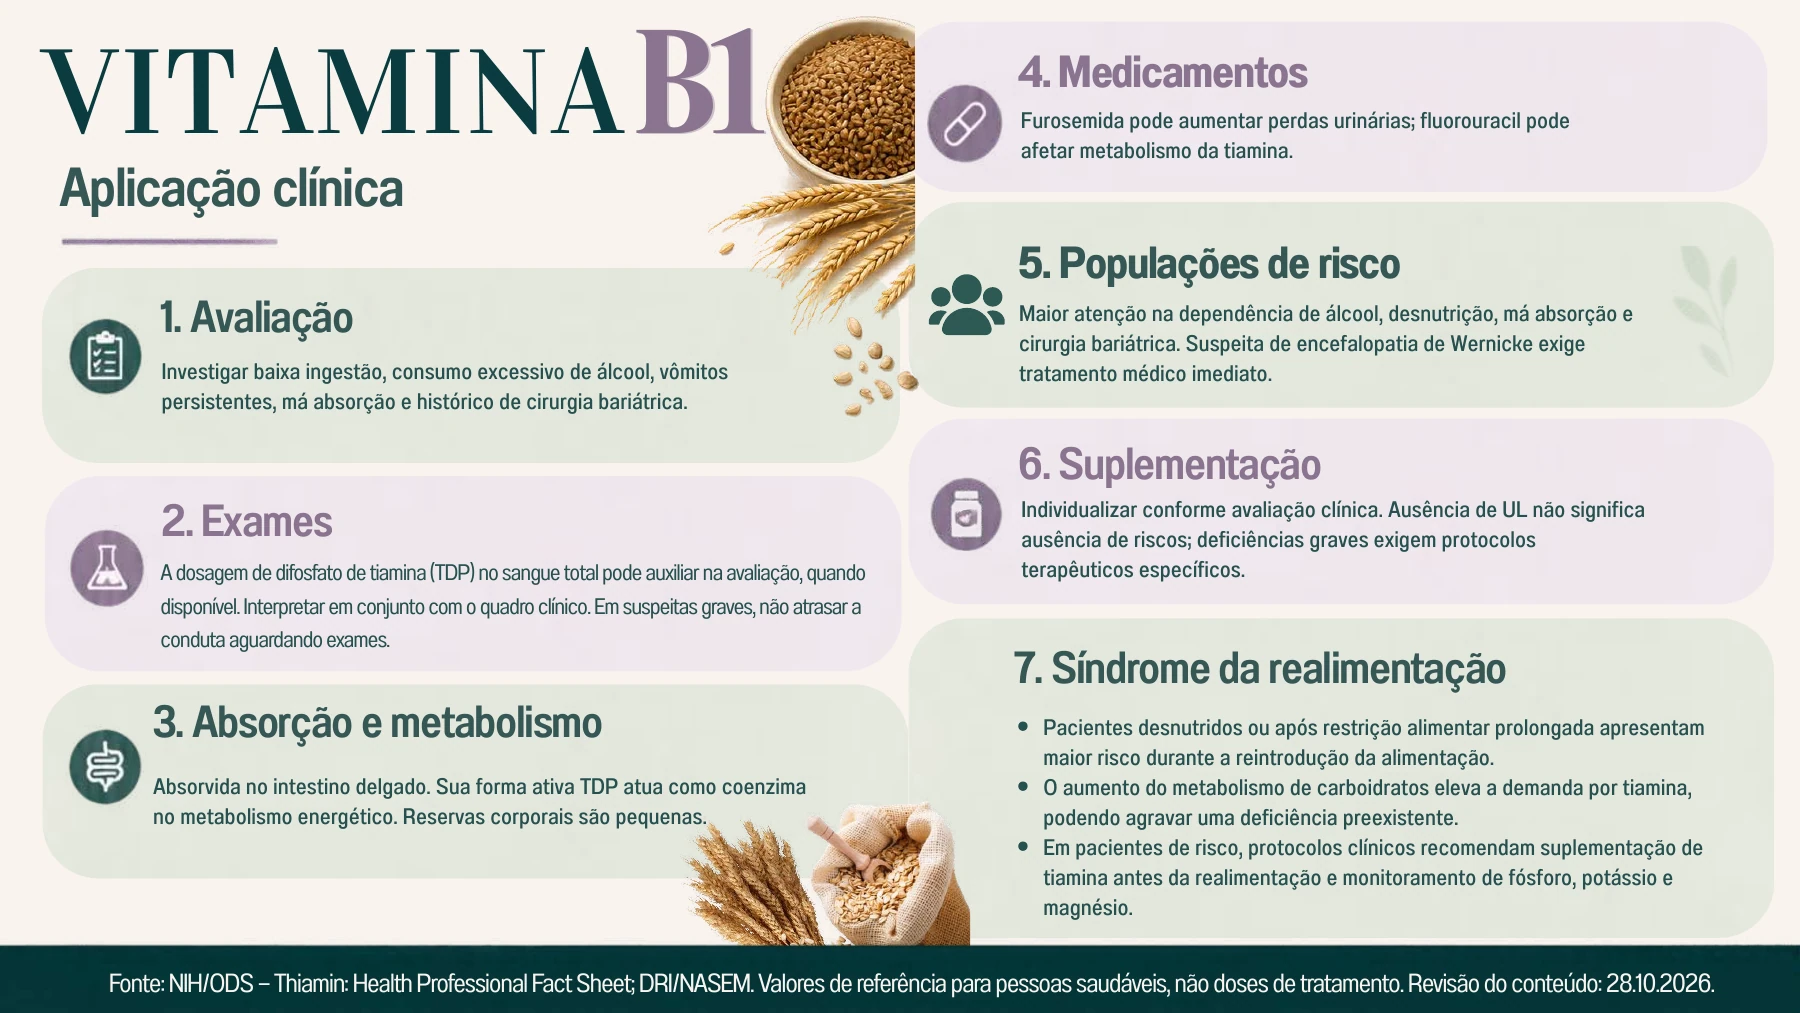 VITAMINA B1
Aplicação clínica
1. Avaliação
Investigar baixa ingestão, consumo excessivo de álcool, vômitos
persistentes, má absorção e histórico de cirurgia bariátrica.
2. Exames
A dosagem de difosfato de tiamina (TDP) no sangue total pode auxiliar na avaliação, quando
disponível. Interpretar em conjunto com o quadro clínico. Em suspeitas graves, não atrasar a
conduta aguardando exames.
3. Absorção e metabolismo
Absorvida no intestino delgado. Sua forma ativa TDP atua como coenzima
no metabolismo energético. Reservas corporais são pequenas.
4. Medicamentos
Furosemida pode aumentar perdas urinárias; fluorouracil pode
afetar metabolismo da tiamina.
5. Populações de risco
Maior atenção na dependência de álcool, desnutrição, má absorção e
cirurgia bariátrica. Suspeita de encefalopatia de Wernicke exige
tratamento médico imediato.
6. Suplementação
Individualizar conforme avaliação clínica. Ausência de UL não significa
ausência de riscos; deficiências graves exigem protocolos
terapêuticos específicos.
7. Síndrome da realimentação
• Pacientes desnutridos ou após restrição alimentar prolongada apresentam
maior risco durante a reintrodução da alimentação.
• O aumento do metabolismo de carboidratos eleva a demanda por tiamina,
podendo agravar uma deficiência preexistente.
• Em pacientes de risco, protocolos clínicos recomendam suplementação de
tiamina antes da realimentação e monitoramento de fósforo, potássio e
magnésio.
Fonte: NIH/ODS – Thiamin: Health Professional Fact Sheet; DRI/NASEM. Valores de referência para pessoas saudáveis, não doses de tratamento. Revisão do conteúdo: 28.10.2026.